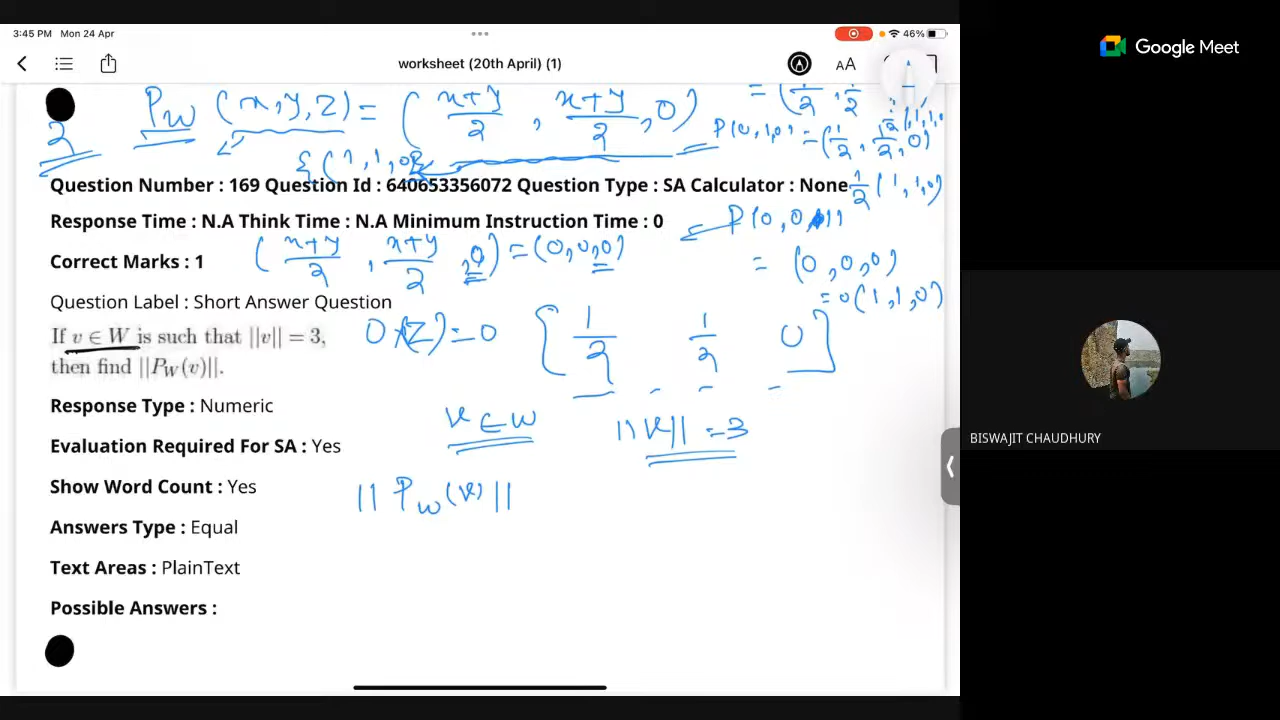 3:45 PM Mon 24 Apr
46%
worksheet (20th April) (1)
AA
Google Meet
2
P_W (x, y, z) = ( x+y/2 , x+y/2 , 0 )
P(0,1,0) = (1/2, 1/2, 0)
{(1, 1, 0)}
1/2 (1, 1, 0)
Question Number : 169 Question Id : 640653356072 Question Type : SA Calculator : None
Response Time : N.A Think Time : N.A Minimum Instruction Time : 0
P(0, 0, 1)
( x+y/2 , x+y/2 , 0 ) = (0, 0, 0)
= (0, 0, 0)
= 0(1, 1, 0)
Correct Marks : 1
Question Label : Short Answer Question
If v ∈ W is such that ||v|| = 3,
then find ||P_W(v)||.
[ 1/2 1/2 0 ]
Response Type : Numeric
v ∈ W ||v|| = 3
Evaluation Required For SA : Yes
Show Word Count : Yes
|| P_W (v) ||
Answers Type : Equal
Text Areas : PlainText
Possible Answers :
BISWAJIT CHAUDHURY